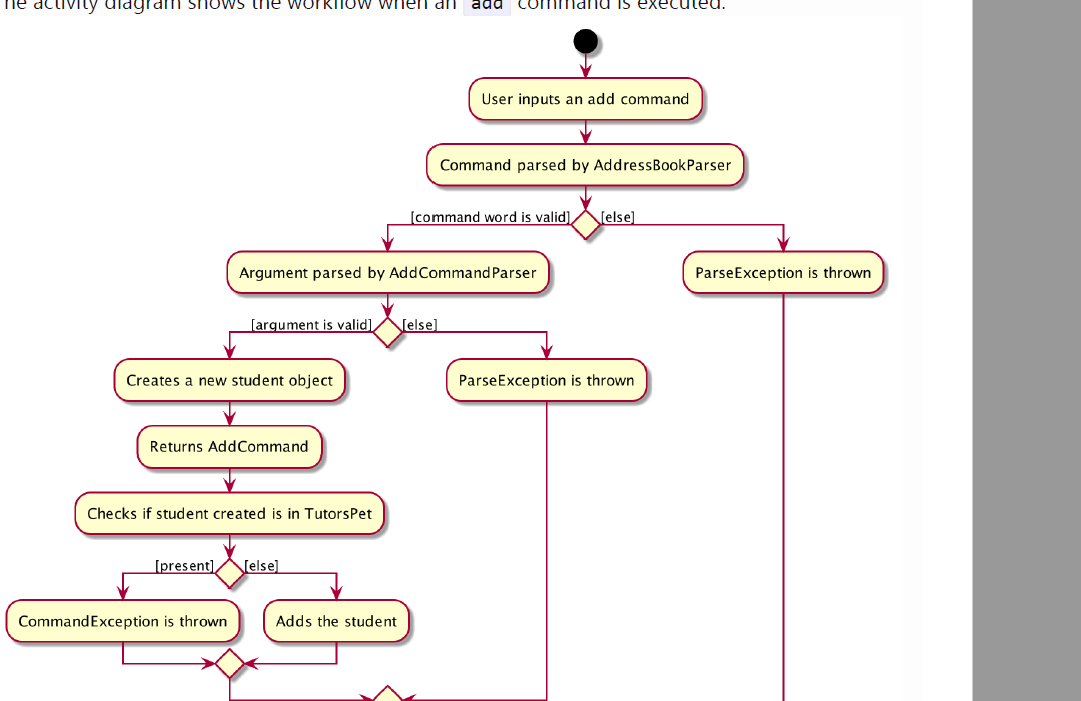 he activity diagram shows the workflow when an add command is executed.
User inputs an add command
Command parsed by AddressBookParser
[command word is valid] [else]
Argument parsed by AddCommandParser
ParseException is thrown
[argument is valid] [else]
Creates a new student object
ParseException is thrown
Returns AddCommand
Checks if student created is in TutorsPet
[present] [else]
CommandException is thrown
Adds the student